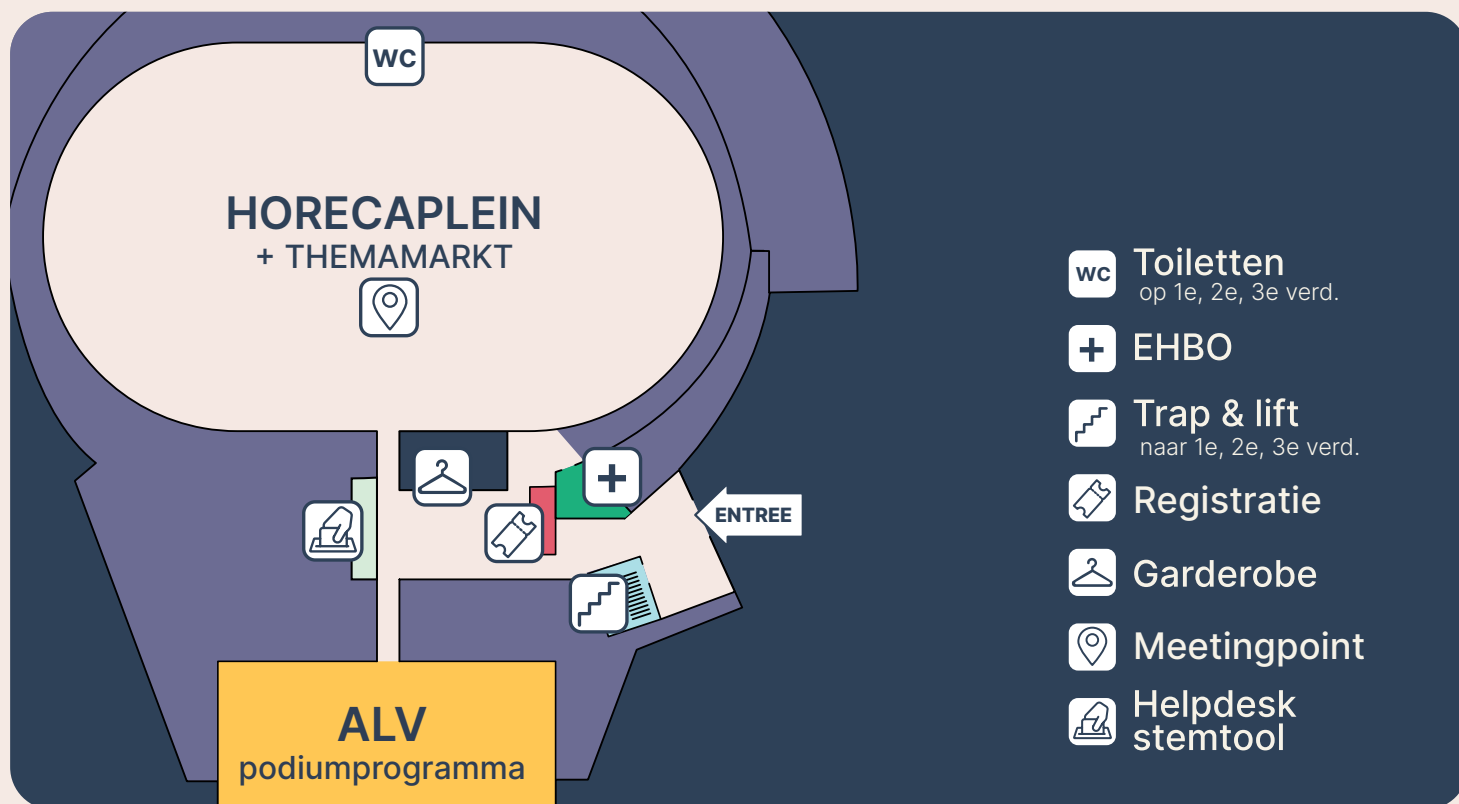 WC
HORECAPLEIN
+ THEMAMARKT
ENTREE
ALV
podiumprogramma
WC
Toiletten
op 1e, 2e, 3e verd.
EHBO
Trap & lift
naar 1e, 2e, 3e verd.
Registratie
Garderobe
Meetingpoint
Helpdesk
stemtool